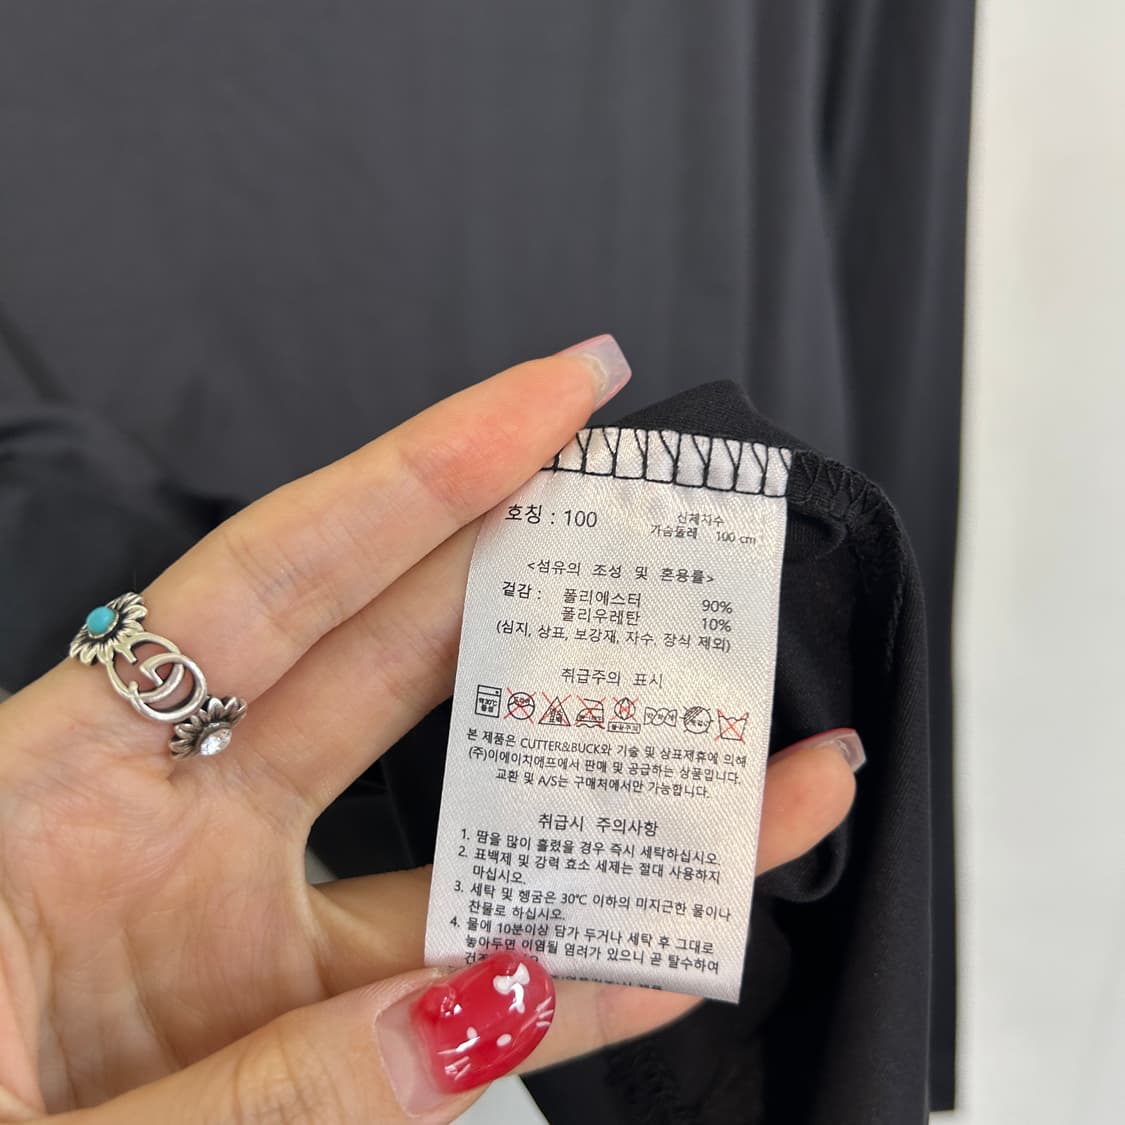 호칭 : 100
신체치수
가슴둘레 100 cm
<섬유의 조성 및 혼용률>
겉감 : 폴리에스터 90%
폴리우레탄 10%
(심지, 상표, 보강재, 자수, 장식 제외)
취급주의 표시
약30℃
중성
본 제품은 CUTTER&BUCK와 기술 및 상표제휴에 의해
(주)이에이치에프에서 판매 및 공급하는 상품입니다.
교환 및 A/S는 구매처에서만 가능합니다.
취급시 주의사항
1. 땀을 많이 흘렸을 경우 즉시 세탁하십시오.
2. 표백제 및 강력 효소 세제는 절대 사용하지
마십시오.
3. 세탁 및 헹굼은 30℃ 이하의 미지근한 물이나
찬물로 하십시오.
4. 물에 10분이상 담가 두거나 세탁 후 그대로
놓아두면 이염될 염려가 있으니 곧 탈수하여